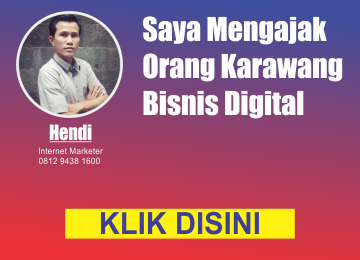 Saya Mengajak
Orang Karawang
Bisnis Digital
Hendi
Internet Marketer
0812 9438 1600
KLIK DISINI